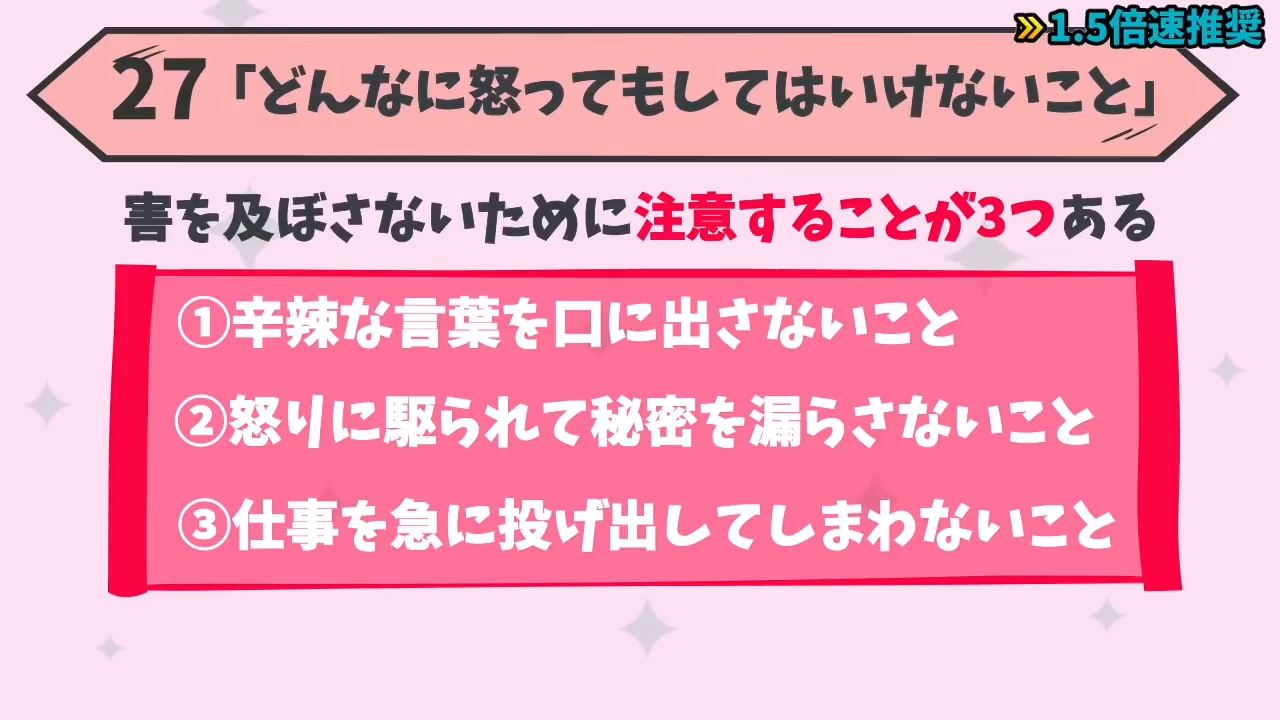 1.5倍速推奨
27「どんなに怒ってもしてはいけないこと」
害を及ぼさないために注意することが3つある
①辛辣な言葉を口に出さないこと
②怒りに駆られて秘密を漏らさないこと
③仕事を急に投げ出してしまわないこと